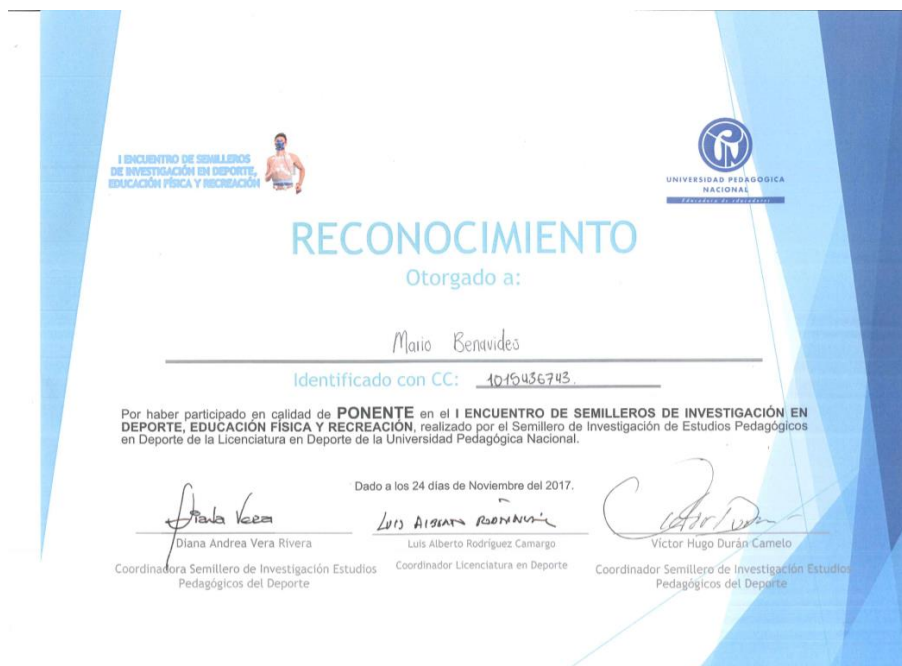 I ENCUENTRO DE SEMILLEROS
DE INVESTIGACIÓN EN DEPORTE,
EDUCACIÓN FÍSICA Y RECREACIÓN
UNIVERSIDAD PEDAGOGICA
NACIONAL
Educadora de educadores
RECONOCIMIENTO
Otorgado a:
Mario Benavides
Identificado con CC: 1015436743.
Por haber participado en calidad de PONENTE en el I ENCUENTRO DE SEMILLEROS DE INVESTIGACIÓN EN
DEPORTE, EDUCACIÓN FÍSICA Y RECREACIÓN, realizado por el Semillero de Investigación de Estudios Pedagógicos
en Deporte de la Licenciatura en Deporte de la Universidad Pedagógica Nacional.
Dado a los 24 días de Noviembre del 2017.
Diana Vera
Diana Andrea Vera Rivera
Coordinadora Semillero de Investigación Estudios
Pedagógicos del Deporte
Luis Alberto
Luis Alberto Rodríguez Camargo
Coordinador Licenciatura en Deporte
Víctor Hugo Durán Camelo
Coordinador Semillero de Investigación Estudios
Pedagógicos del Deporte